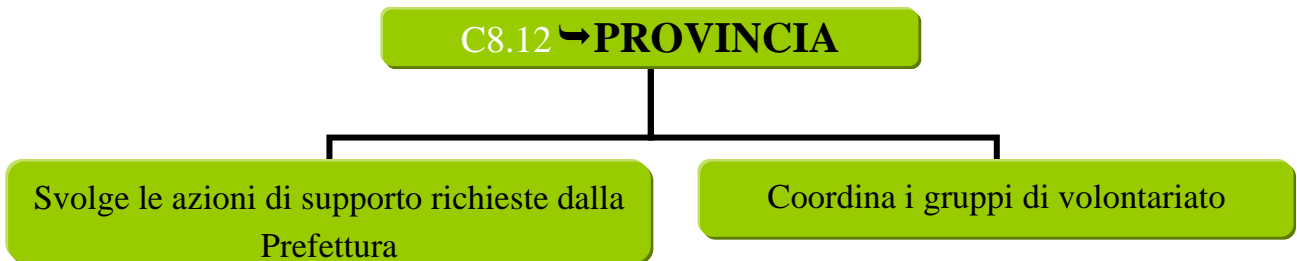 C8.12 ➥PROVINCIA
Svolge le azioni di supporto richieste dalla
Prefettura
Coordina i gruppi di volontariato